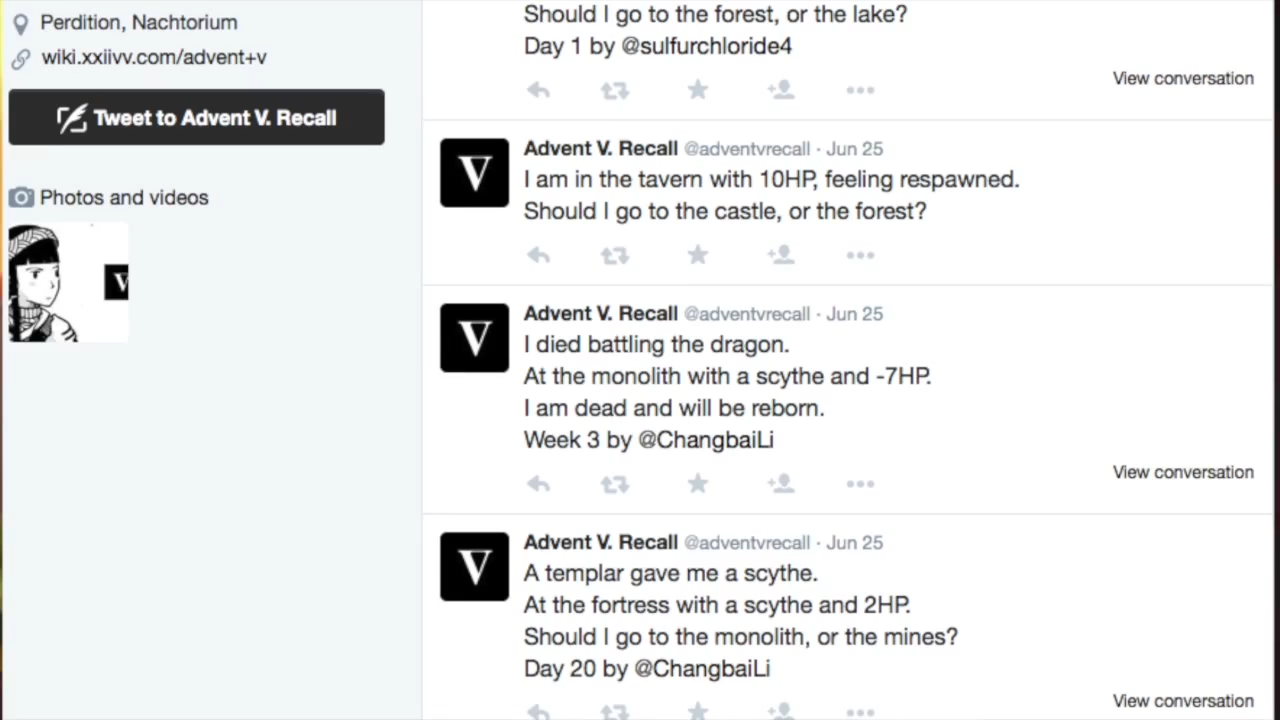 Perdition, Nachtorium
wiki.xxiivv.com/advent+v
Tweet to Advent V. Recall
Photos and videos
V
Should I go to the forest, or the lake?
Day 1 by @sulfurchloride4
View conversation
V
Advent V. Recall @adventvrecall · Jun 25
I am in the tavern with 10HP, feeling respawned.
Should I go to the castle, or the forest?
V
Advent V. Recall @adventvrecall · Jun 25
I died battling the dragon.
At the monolith with a scythe and -7HP.
I am dead and will be reborn.
Week 3 by @ChangbaiLi
View conversation
V
Advent V. Recall @adventvrecall · Jun 25
A templar gave me a scythe.
At the fortress with a scythe and 2HP.
Should I go to the monolith, or the mines?
Day 20 by @ChangbaiLi
View conversation